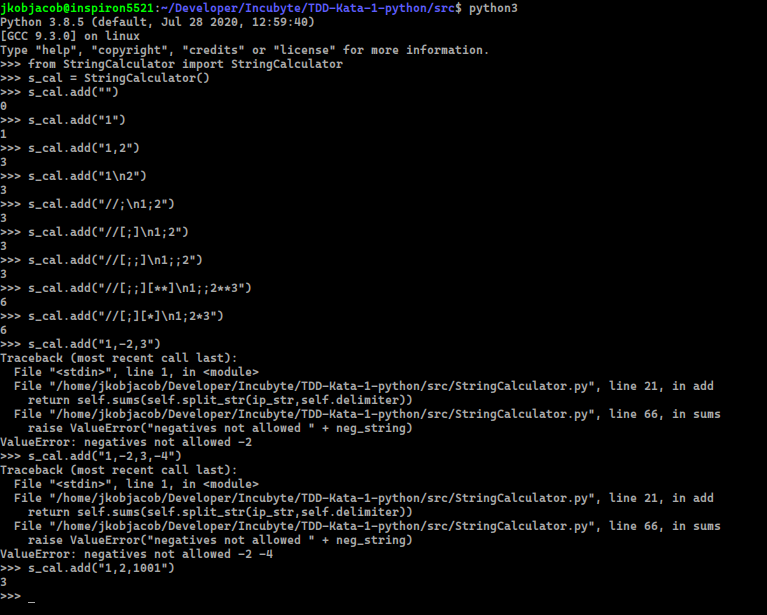 jkobjacob@inspiron5521:~/Developer/Incubyte/TDD-Kata-1-python/src$ python3
Python 3.8.5 (default, Jul 28 2020, 12:59:40)
[GCC 9.3.0] on linux
Type "help", "copyright", "credits" or "license" for more information.
>>> from StringCalculator import StringCalculator
>>> s_cal = StringCalculator()
>>> s_cal.add("")
0
>>> s_cal.add("1")
1
>>> s_cal.add("1,2")
3
>>> s_cal.add("1\n2")
3
>>> s_cal.add("//;\n1;2")
3
>>> s_cal.add("//[;]\n1;2")
3
>>> s_cal.add("//[;;]\n1;;2")
3
>>> s_cal.add("//[;;][**]\n1;;2**3")
6
>>> s_cal.add("//[;][*]\n1;2*3")
6
>>> s_cal.add("1,-2,3")
Traceback (most recent call last):
  File "<stdin>", line 1, in <module>
  File "/home/jkobjacob/Developer/Incubyte/TDD-Kata-1-python/src/StringCalculator.py", line 21, in add
    return self.sums(self.split_str(ip_str,self.delimiter))
  File "/home/jkobjacob/Developer/Incubyte/TDD-Kata-1-python/src/StringCalculator.py", line 66, in sums
    raise ValueError("negatives not allowed " + neg_string)
ValueError: negatives not allowed -2
>>> s_cal.add("1,-2,3,-4")
Traceback (most recent call last):
  File "<stdin>", line 1, in <module>
  File "/home/jkobjacob/Developer/Incubyte/TDD-Kata-1-python/src/StringCalculator.py", line 21, in add
    return self.sums(self.split_str(ip_str,self.delimiter))
  File "/home/jkobjacob/Developer/Incubyte/TDD-Kata-1-python/src/StringCalculator.py", line 66, in sums
    raise ValueError("negatives not allowed " + neg_string)
ValueError: negatives not allowed -2 -4
>>> s_cal.add("1,2,1001")
3
>>> _